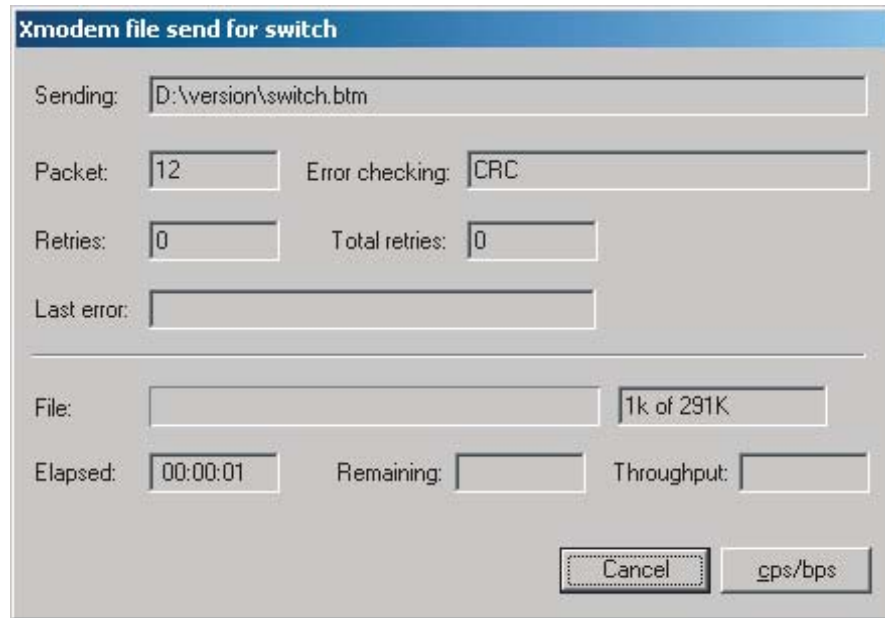 Xmodem file send for switch
Sending: D:\version\switch.btm
Packet: 12 Error checking: CRC
Retries: 0 Total retries: 0
Last error:
File: 1k of 291K
Elapsed: 00:00:01 Remaining: Throughput:
Cancel cps/bps